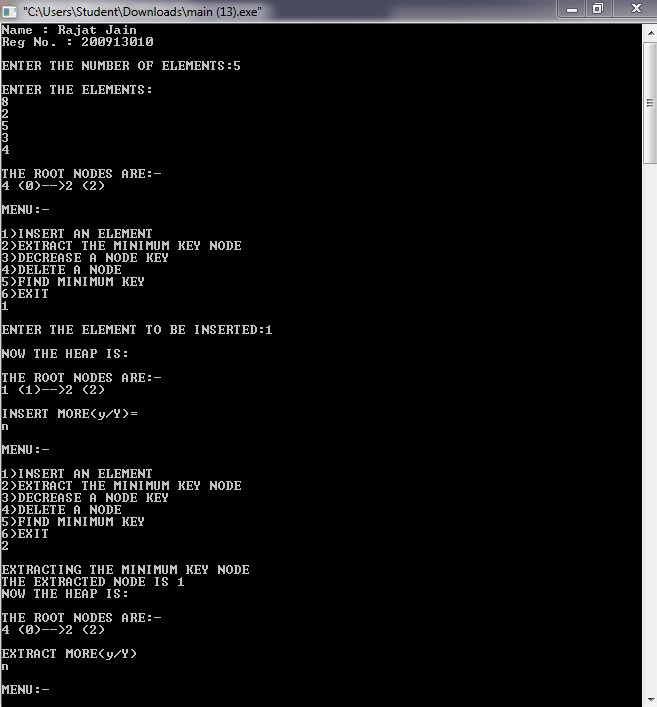 "C:\Users\Student\Downloads\main (13).exe"
Name : Rajat Jain
Reg No. : 200913010
ENTER THE NUMBER OF ELEMENTS:5
ENTER THE ELEMENTS:
8
2
5
3
4
THE ROOT NODES ARE:-
4 (0)-->2 (2)
MENU:-
1)INSERT AN ELEMENT
2)EXTRACT THE MINIMUM KEY NODE
3)DECREASE A NODE KEY
4)DELETE A NODE
5)FIND MINIMUM KEY
6)EXIT
1
ENTER THE ELEMENT TO BE INSERTED:1
NOW THE HEAP IS:
THE ROOT NODES ARE:-
1 (1)-->2 (2)
INSERT MORE(y/Y)=
n
MENU:-
1)INSERT AN ELEMENT
2)EXTRACT THE MINIMUM KEY NODE
3)DECREASE A NODE KEY
4)DELETE A NODE
5)FIND MINIMUM KEY
6)EXIT
2
EXTRACTING THE MINIMUM KEY NODE
THE EXTRACTED NODE IS 1
NOW THE HEAP IS:
THE ROOT NODES ARE:-
4 (0)-->2 (2)
EXTRACT MORE(y/Y)
n
MENU:-